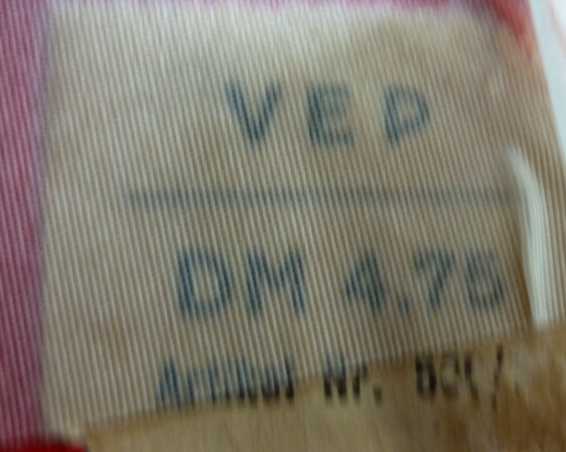 VEP
DM 4.75
Artikel Nr.